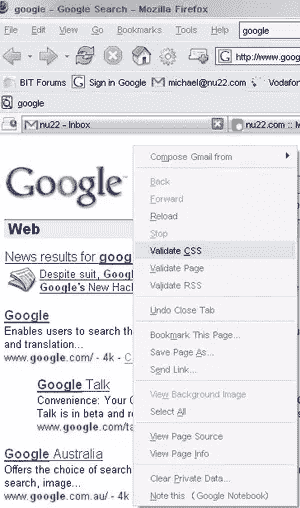 google - Google Search - Mozilla Firefox
File Edit View Go Bookmarks Tools Help google
G http://www.goog
BIT Forums G Sign in Google michael@nu22.com Vodafor
google
nu22 - Inbox nu22.com :: M
Google
Web
News results for goog
Despite suit, Googl
Google's New Hac
Google
Enables users to search th
and translation...
www.google.com/ - 4k - C
Google Talk
Convenience: Your G
Talk is in beta and re
www.google.com/ta
Google Australia
Offers the choice of search
search, image...
www.google.com.au/ - 4k
Compose Gmail from
Back
Forward
Reload
Stop
Validate CSS
Validate Page
Validate RSS
Undo Close Tab
Bookmark This Page...
Save Page As...
Send Link...
View Background Image
Select All
View Page Source
View Page Info
Clear Private Data...
Note this (Google Notebook)